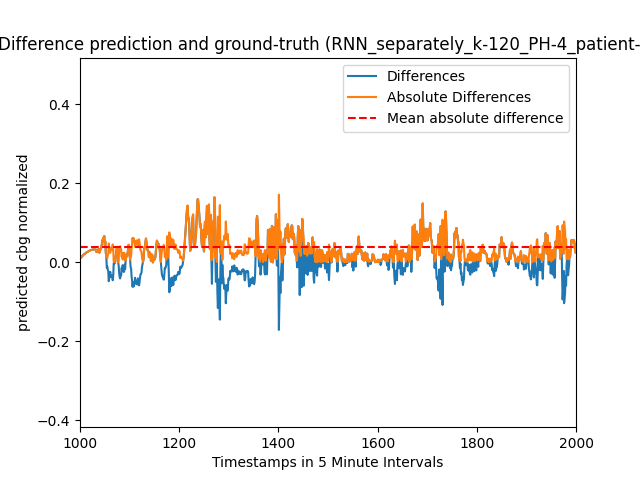 Difference prediction and ground-truth (RNN_separately_k-120_PH-4_patient-
Differences
Absolute Differences
Mean absolute difference
predicted cbg normalized
0.4
0.2
0.0
−0.2
−0.4
1000 1200 1400 1600 1800 2000
Timestamps in 5 Minute Intervals